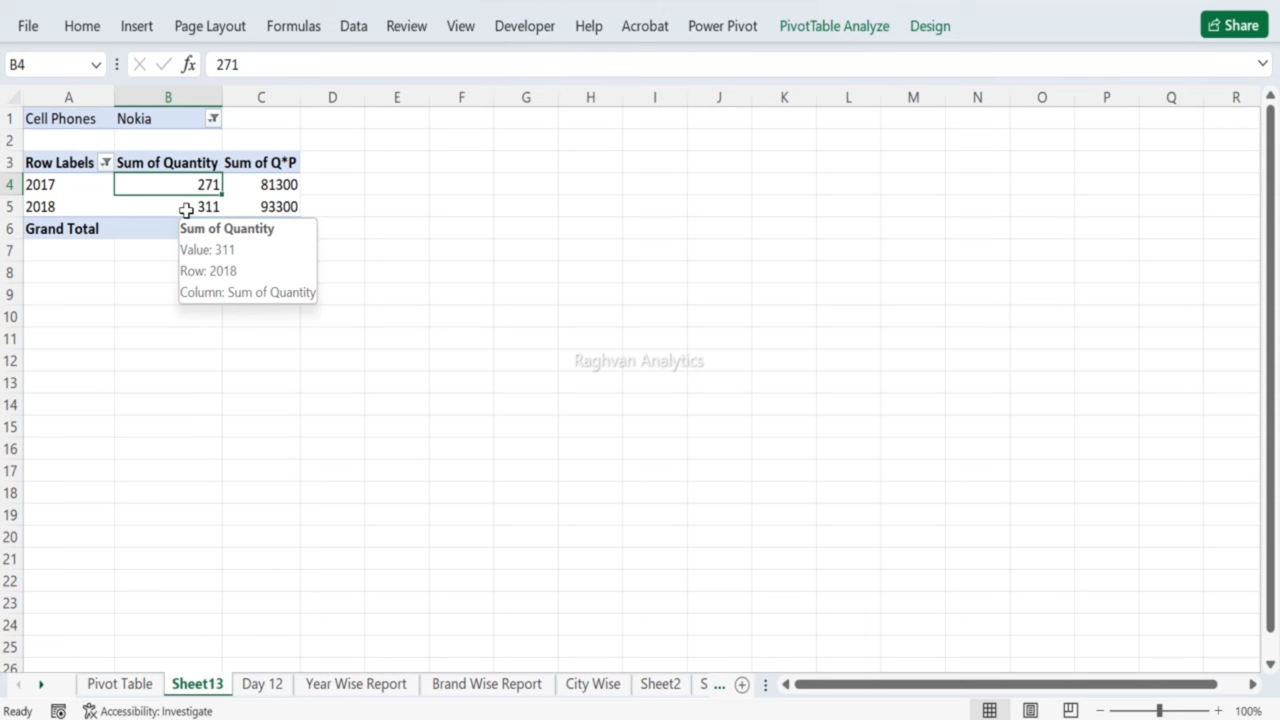 File Home Insert Page Layout Formulas Data Review View Developer Help Acrobat Power Pivot PivotTable Analyze Design Share
B4 fx 271
A B C D E F G H I J K L M N O P Q R
1 Cell Phones Nokia
2
3 Row Labels Sum of Quantity Sum of Q*P
4 2017 271 81300
5 2018 311 93300
6 Grand Total
Sum of Quantity
7
Value: 311
8
Row: 2018
9
Column: Sum of Quantity
10
11
12
Raghvan Analytics
13
14
15
16
17
18
19
20
21
22
23
24
25
26
Pivot Table Sheet13 Day 12 Year Wise Report Brand Wise Report City Wise Sheet2 S ...
Ready Accessibility: Investigate 100%